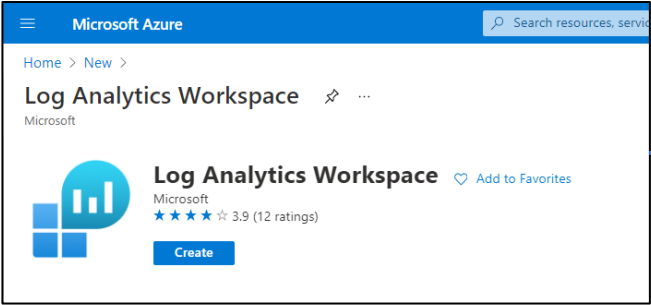 Microsoft Azure
Search resources, servic
Home > New >
Log Analytics Workspace ...
Microsoft
Log Analytics Workspace
Add to Favorites
Microsoft
3.9 (12 ratings)
Create